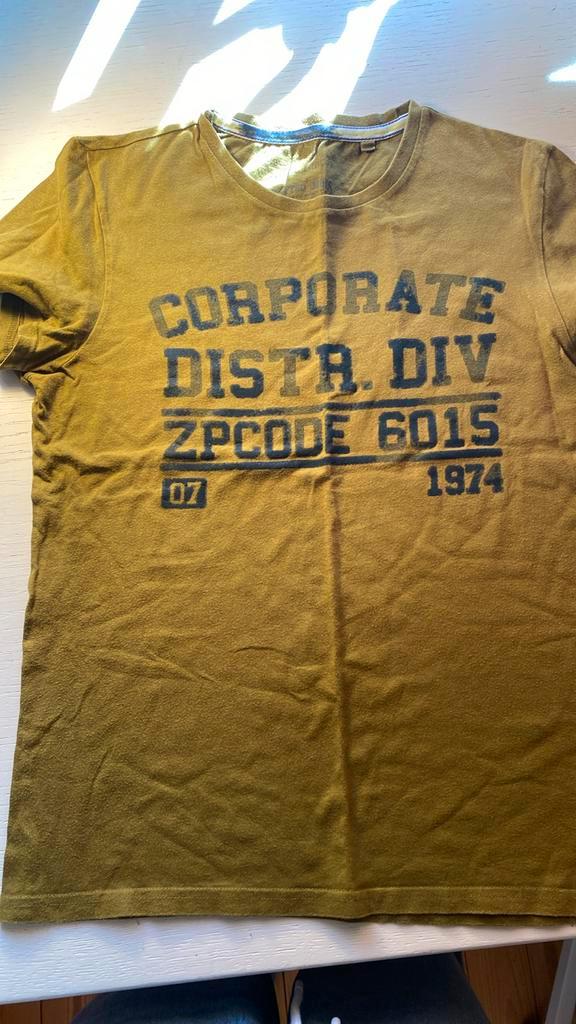 CORPORATE
DISTR. DIV
ZPCODE 6015
07 1974